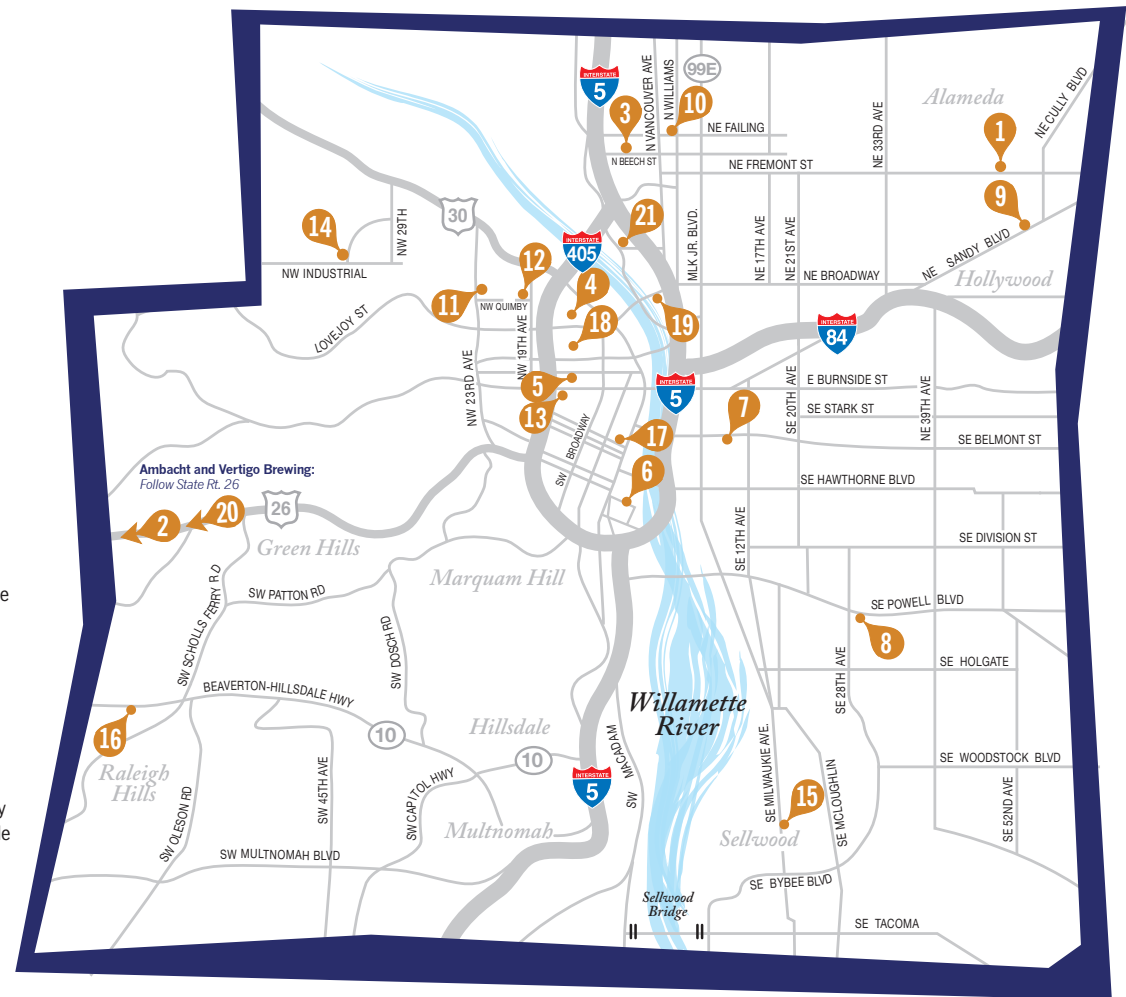 INTERSTATE
5
N VANCOUVER AVE
N WILLIAMS
99E
3
10
NE FAILING
N BEECH ST
NE FREMONT ST
NE 33RD AVE
Alameda
1
NE CULLY BLVD
9
NE SANDY BLVD
Hollywood
14
NW 29TH
30
NW INDUSTRIAL
INTERSTATE
405
21
MLK JR. BLVD.
NE 17TH AVE
NE 21ST AVE
NE BROADWAY
12
4
11
NW QUIMBY
LOVEJOY ST
NW 19TH AVE
18
19
INTERSTATE
84
NW 23RD AVE
5
13
INTERSTATE
5
E BURNSIDE ST
7
SE 20TH AVE
SE STARK ST
NE 39TH AVE
SW BROADWAY
17
SE BELMONT ST
6
SE HAWTHORNE BLVD
Ambacht and Vertigo Brewing:
Follow State Rt. 26
2
20
26
Green Hills
Marquam Hill
SE 12TH AVE
SE DIVISION ST
SW SCHOLLS FERRY RD
SW PATTON RD
SW DOSCH RD
SE POWELL BLVD
8
SE HOLGATE
SE 28TH AVE
BEAVERTON-HILLSDALE HWY
10
16
Raleigh
Hills
Hillsdale
10
Willamette
River
INTERSTATE
5
SW MACADAM
SE MILWAUKIE AVE.
SE MCLOUGHLIN
SE WOODSTOCK BLVD
SE 52ND AVE
15
Sellwood
SW OLESON RD
SW 45TH AVE
SW CAPITOL HWY
Multnomah
SW MULTNOMAH BLVD
SE BYBEE BLVD
Sellwood
Bridge
SE TACOMA